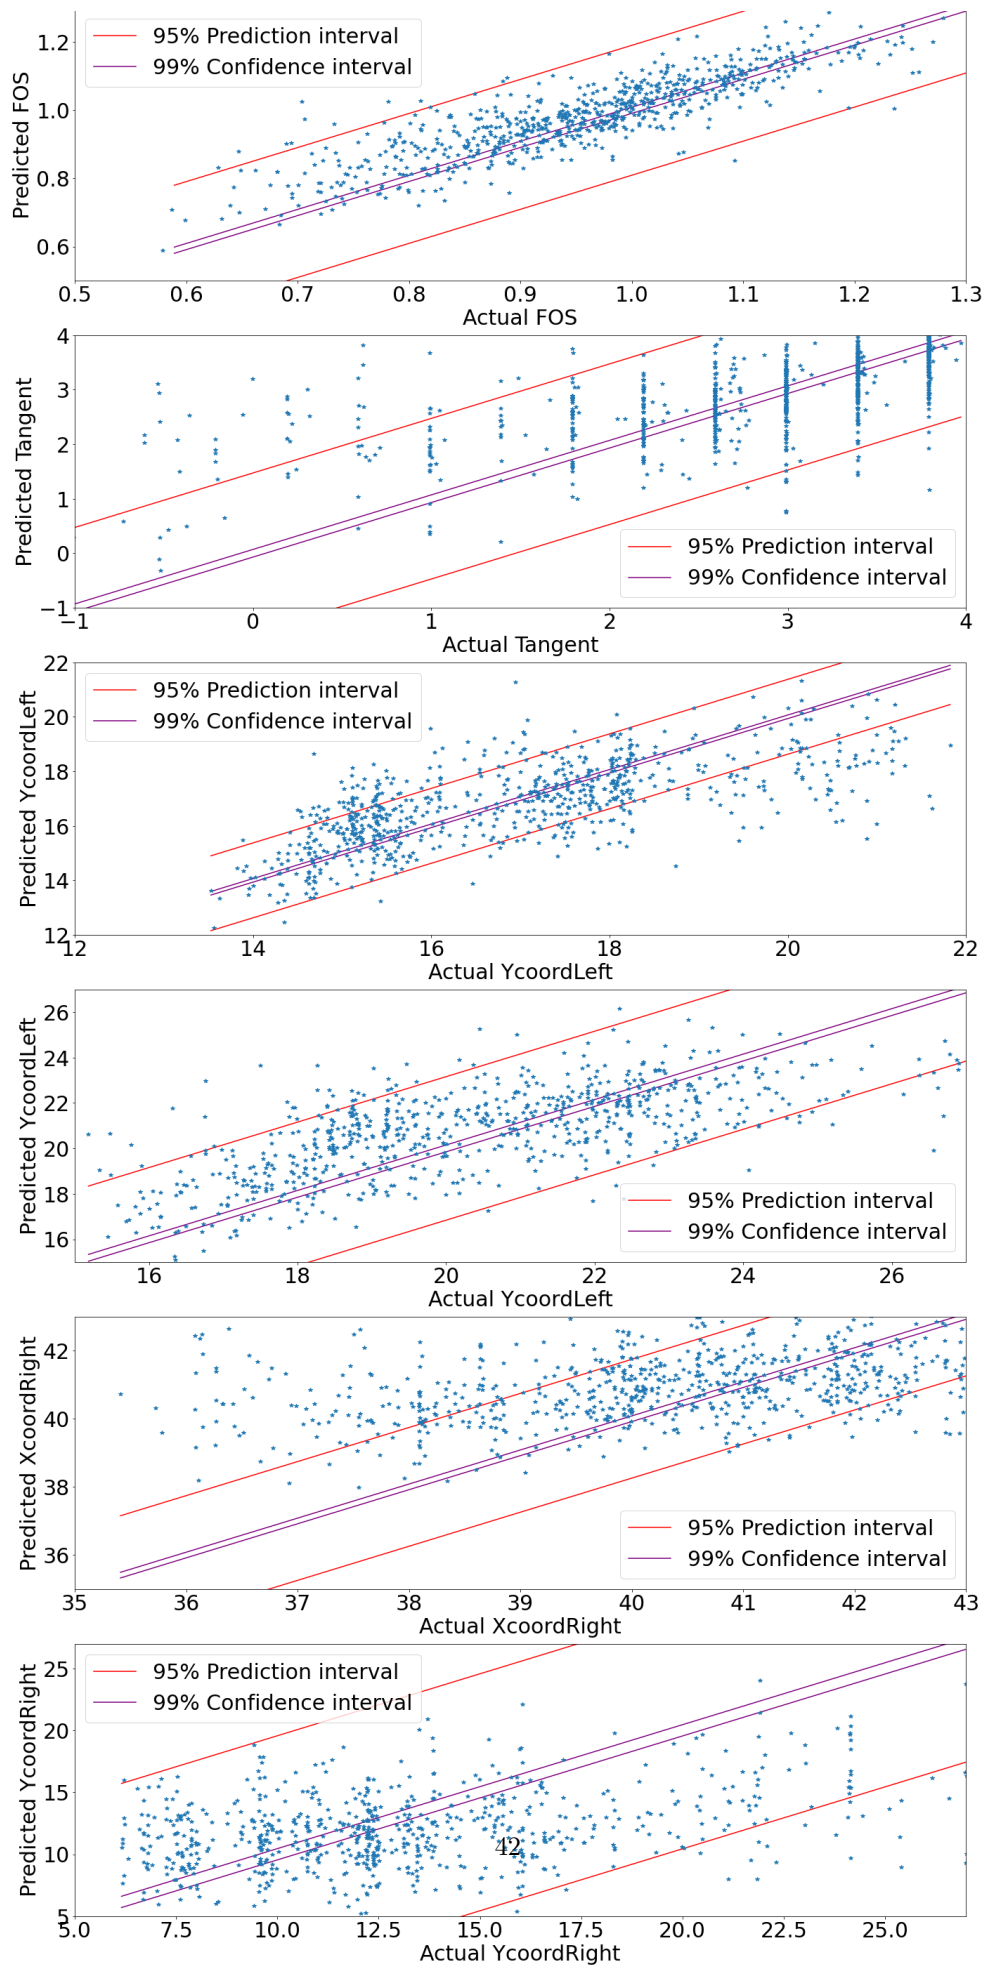 95% Prediction interval
99% Confidence interval
Predicted FOS
1.2
1.0
0.8
0.6
0.5 0.6 0.7 0.8 0.9 1.0 1.1 1.2 1.3
Actual FOS
Predicted Tangent
4
3
2
1
0
−1
95% Prediction interval
99% Confidence interval
−1 0 1 2 3 4
Actual Tangent
Predicted YcoordLeft
22
20
18
16
14
12
95% Prediction interval
99% Confidence interval
12 14 16 18 20 22
Actual YcoordLeft
Predicted YcoordLeft
26
24
22
20
18
16
95% Prediction interval
99% Confidence interval
16 18 20 22 24 26
Actual YcoordLeft
Predicted XcoordRight
42
40
38
36
95% Prediction interval
99% Confidence interval
35 36 37 38 39 40 41 42 43
Actual XcoordRight
Predicted YcoordRight
25
20
15
10
5
95% Prediction interval
99% Confidence interval
42
5.0 7.5 10.0 12.5 15.0 17.5 20.0 22.5 25.0
Actual YcoordRight